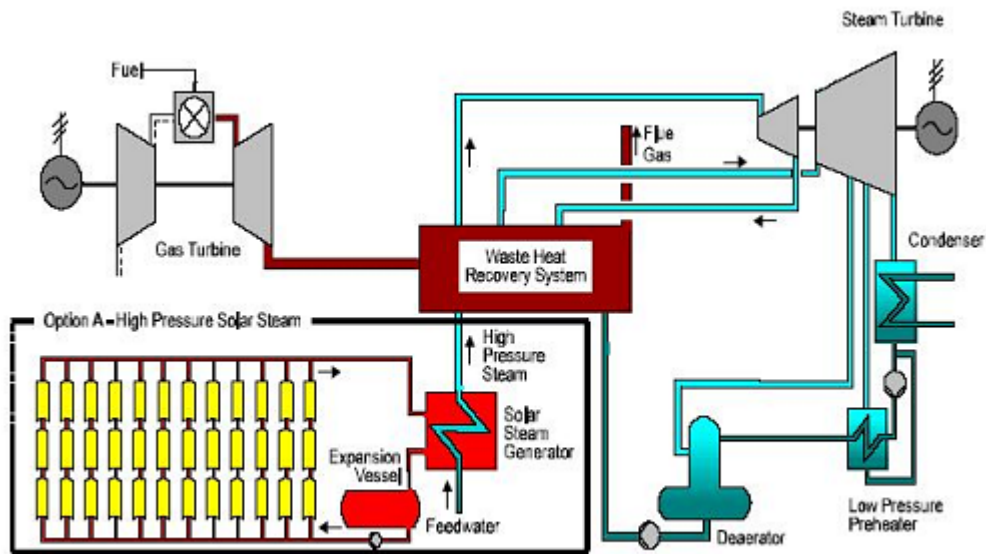 Steam Turbine
Fuel
Flue
Gas
Gas Turbine
Waste Heat
Recovery System
Condenser
Option A - High Pressure Solar Steam
High
Pressure
Steam
Solar
Steam
Generator
Expansion
Vessel
Feedwater
Low Pressure
Preheater
Deaerator